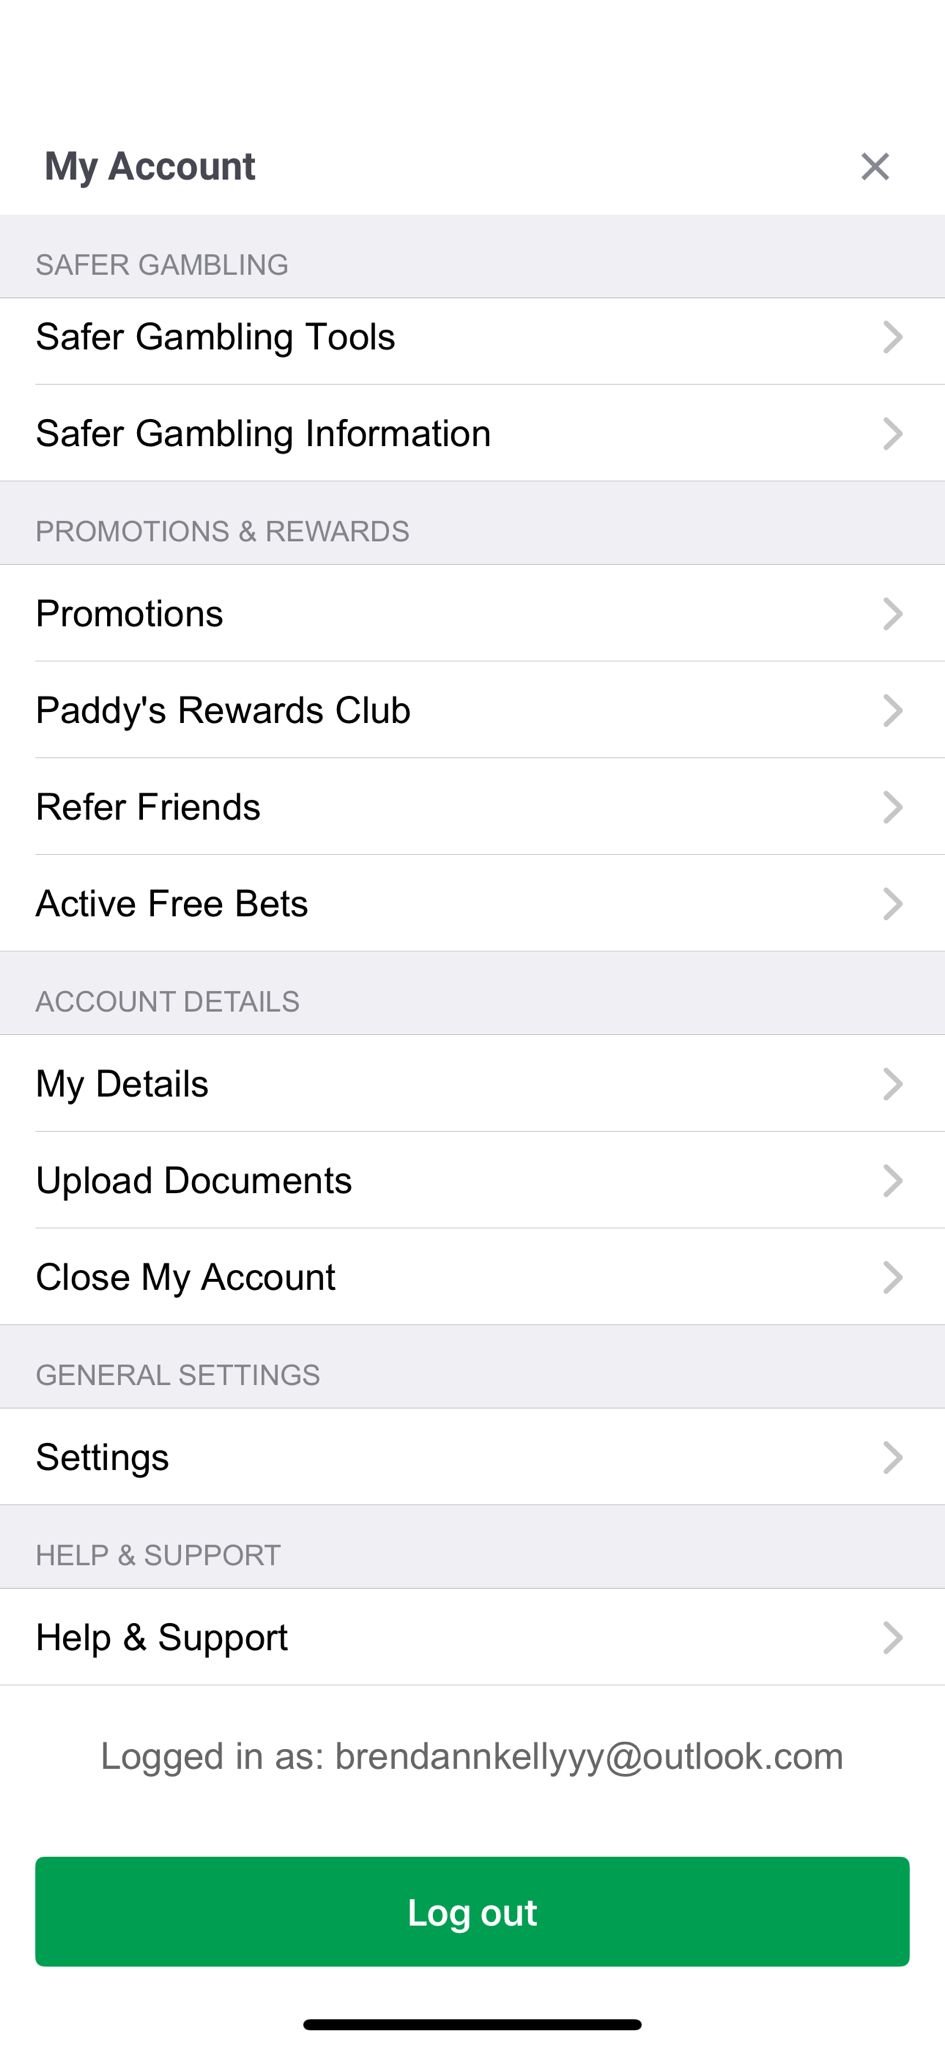 My Account
SAFER GAMBLING
Safer Gambling Tools
Safer Gambling Information
PROMOTIONS & REWARDS
Promotions
Paddy's Rewards Club
Refer Friends
Active Free Bets
ACCOUNT DETAILS
My Details
Upload Documents
Close My Account
GENERAL SETTINGS
Settings
HELP & SUPPORT
Help & Support
Logged in as: brendannkellyyy@outlook.com
Log out